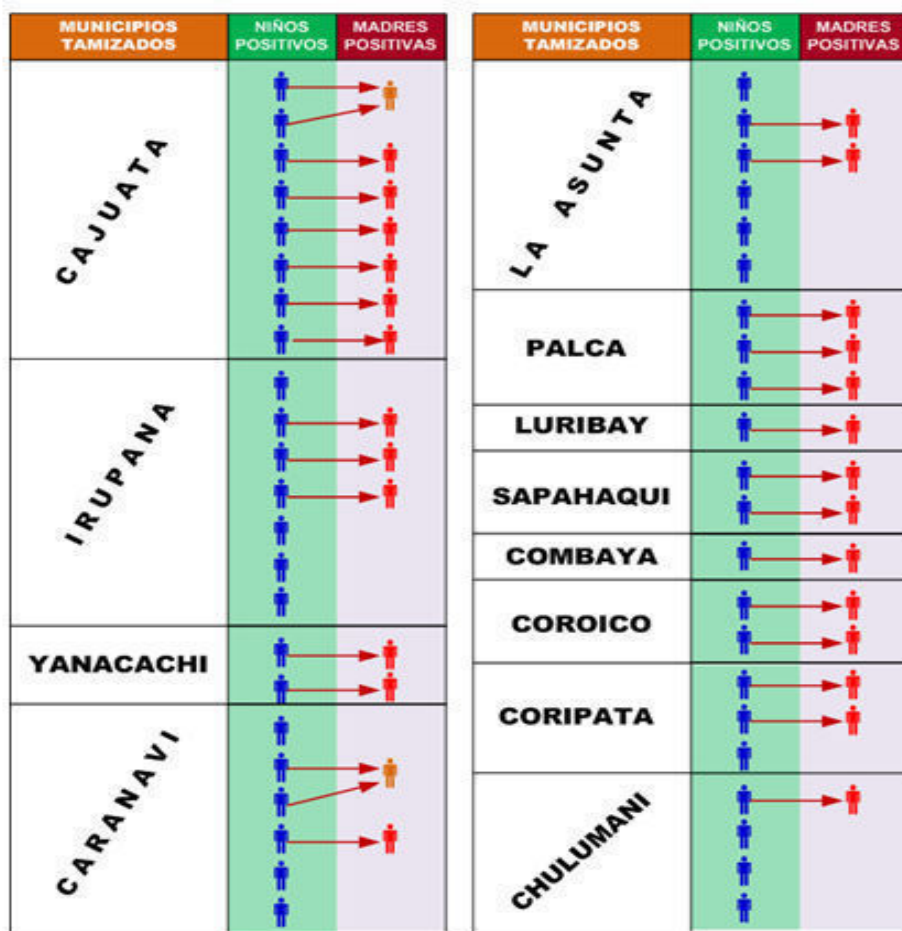 MUNICIPIOS
TAMIZADOS
NIÑOS
POSITIVOS
MADRES
POSITIVAS
CAJUATA
IRUPANA
YANACACHI
CARANAVI
MUNICIPIOS
TAMIZADOS
NIÑOS
POSITIVOS
MADRES
POSITIVAS
LA ASUNTA
PALCA
LURIBAY
SAPAHAQUI
COMBAYA
COROICO
CORIPATA
CHULUMANI